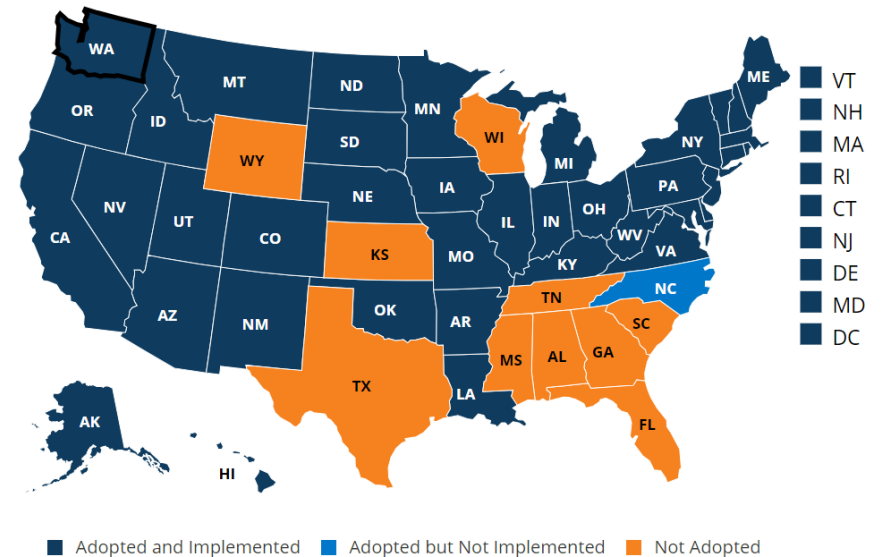 WA
MT
ND
MN
ME
VT
OR
ID
SD
WI
NY
NH
WY
MI
MA
NV
UT
NE
IA
PA
RI
CA
CO
IL
IN
OH
WV
CT
KS
MO
KY
VA
NJ
AZ
NM
OK
AR
TN
NC
DE
SC
MD
TX
LA
MS
AL
GA
DC
AK
HI
FL
Adopted and Implemented
Adopted but Not Implemented
Not Adopted